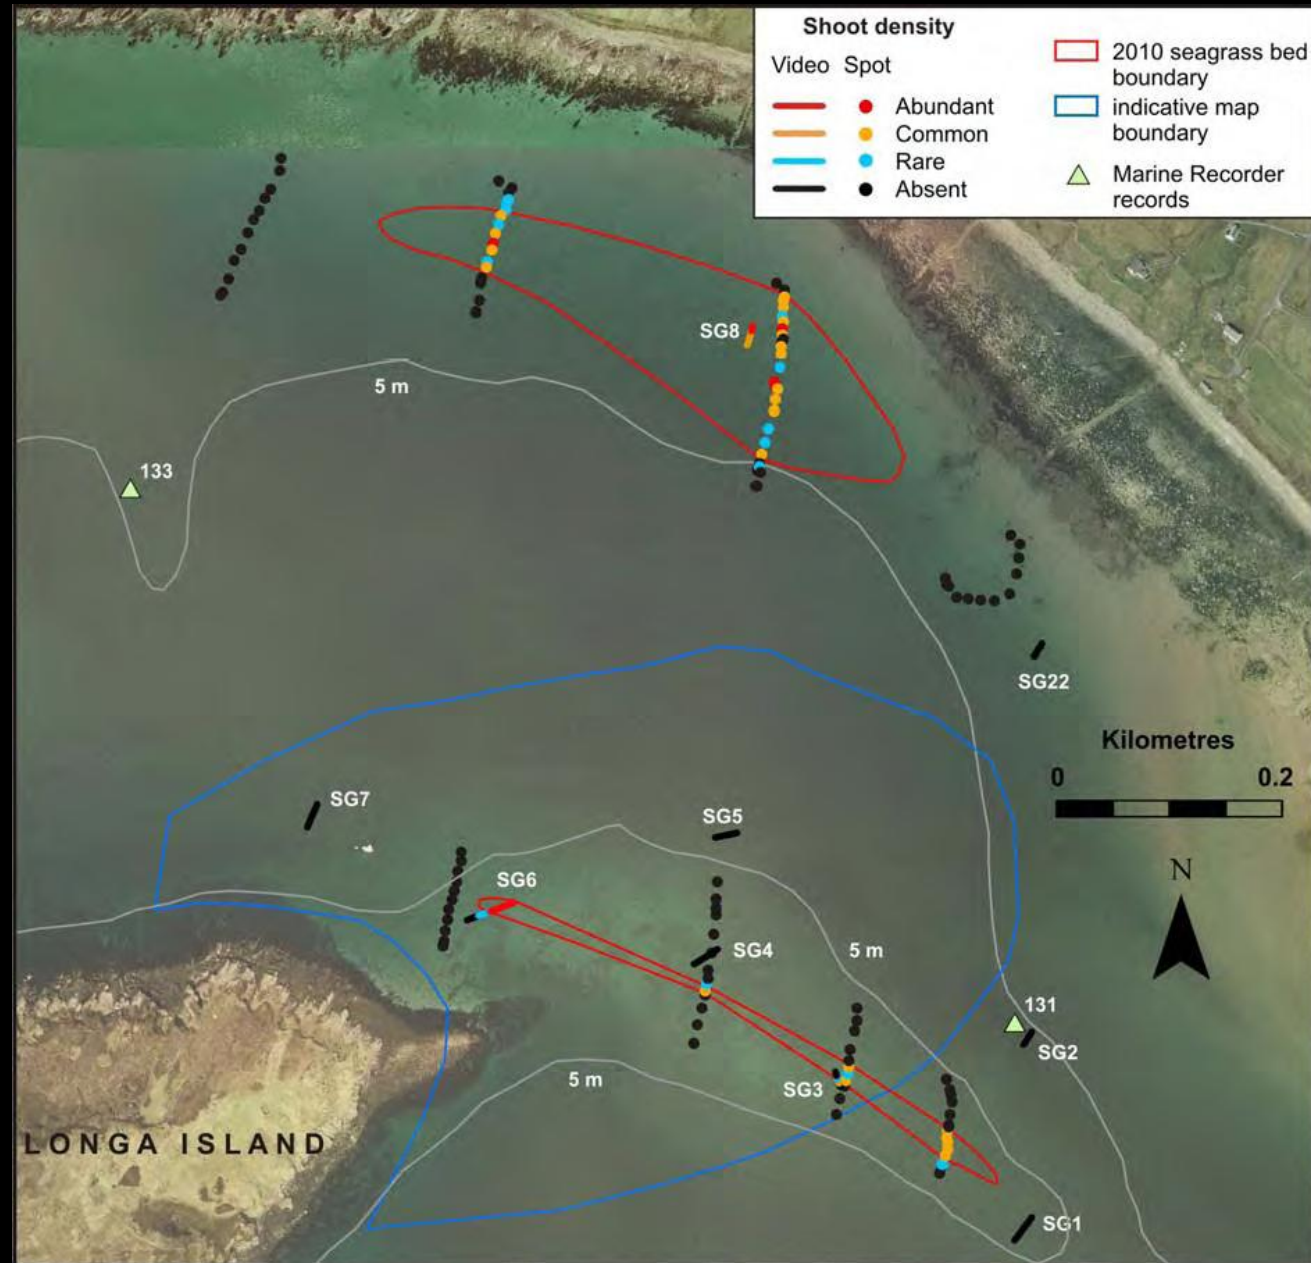 Shoot density
Video Spot
Abundant
Common
Rare
Absent
2010 seagrass bed
boundary
indicative map
boundary
Marine Recorder
records
SG8
5 m
133
SG22
Kilometres
0 0.2
SG7
SG5
N
SG6
SG4
5 m
131
SG2
5 m
SG3
LONGA ISLAND
SG1